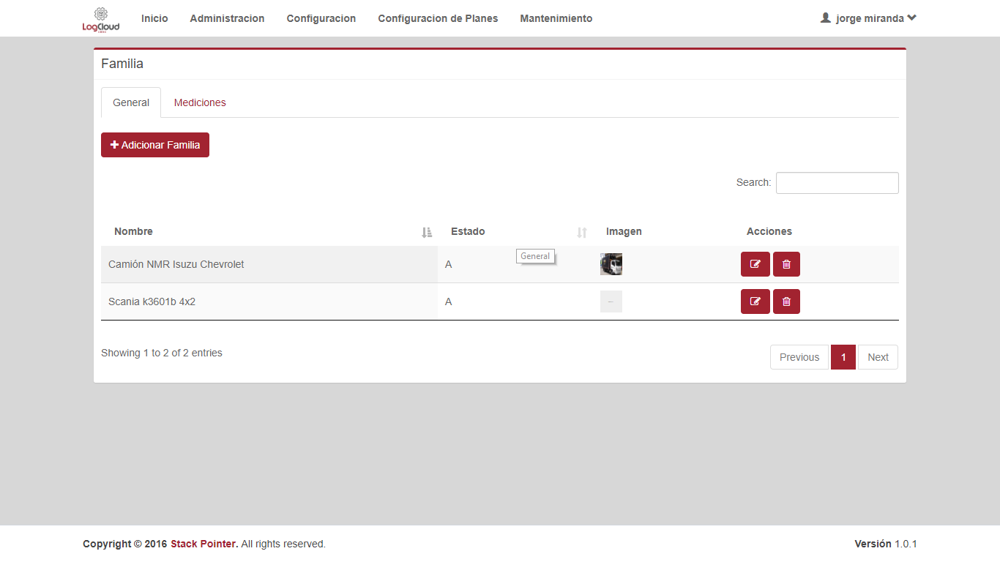 LogCloud
Inicio Administracion Configuracion Configuracion de Planes Mantenimiento jorge miranda
Familia
General Mediciones
Adicionar Familia
Search:
Nombre Estado Imagen Acciones
General
Camión NMR Isuzu Chevrolet A
Scania k3601b 4x2 A
Showing 1 to 2 of 2 entries
Previous 1 Next
Copyright © 2016 Stack Pointer. All rights reserved. Versión 1.0.1